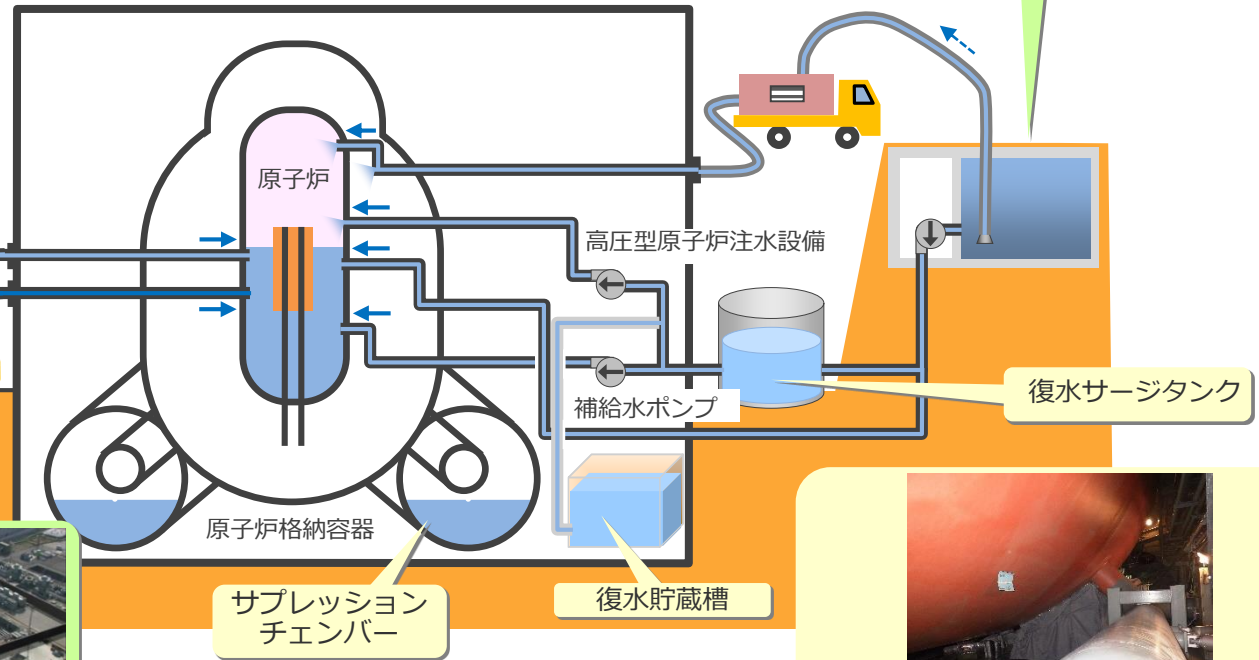 原子炉
高圧型原子炉注水設備
復水サージタンク
補給水ポンプ
原子炉格納容器
サプレッション
チェンバー
復水貯蔵槽